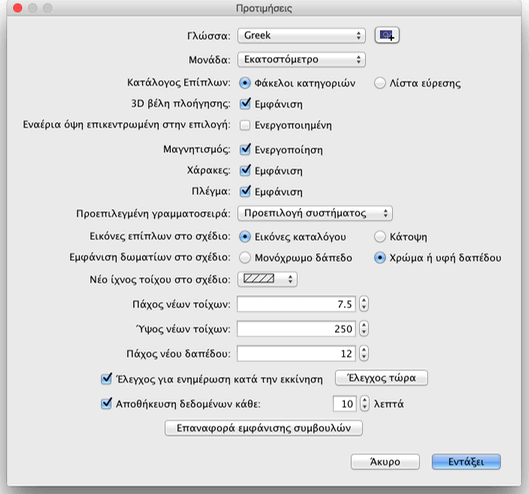 Προτιμήσεις
Γλώσσα: Greek
Μονάδα: Εκατοστόμετρο
Κατάλογος Επίπλων: Φάκελοι κατηγοριών Λίστα εύρεσης
3D βέλη πλοήγησης: Εμφάνιση
Εναέρια όψη επικεντρωμένη στην επιλογή: Ενεργοποιημένη
Μαγνητισμός: Ενεργοποίηση
Χάρακες: Εμφάνιση
Πλέγμα: Εμφάνιση
Προεπιλεγμένη γραμματοσειρά: Προεπιλογή συστήματος
Εικόνες επίπλων στο σχέδιο: Εικόνες καταλόγου Κάτοψη
Εμφάνιση δωματίων στο σχέδιο: Μονόχρωμο δάπεδο Χρώμα ή υφή δαπέδου
Νέο ίχνος τοίχου στο σχέδιο:
Πάχος νέων τοίχων: 7.5
Ύψος νέων τοίχων: 250
Πάχος νέου δαπέδου: 12
Έλεγχος για ενημέρωση κατά την εκκίνηση Έλεγχος τώρα
Αποθήκευση δεδομένων κάθε: 10 λεπτά
Επαναφορά εμφάνισης συμβουλών
Άκυρο Εντάξει